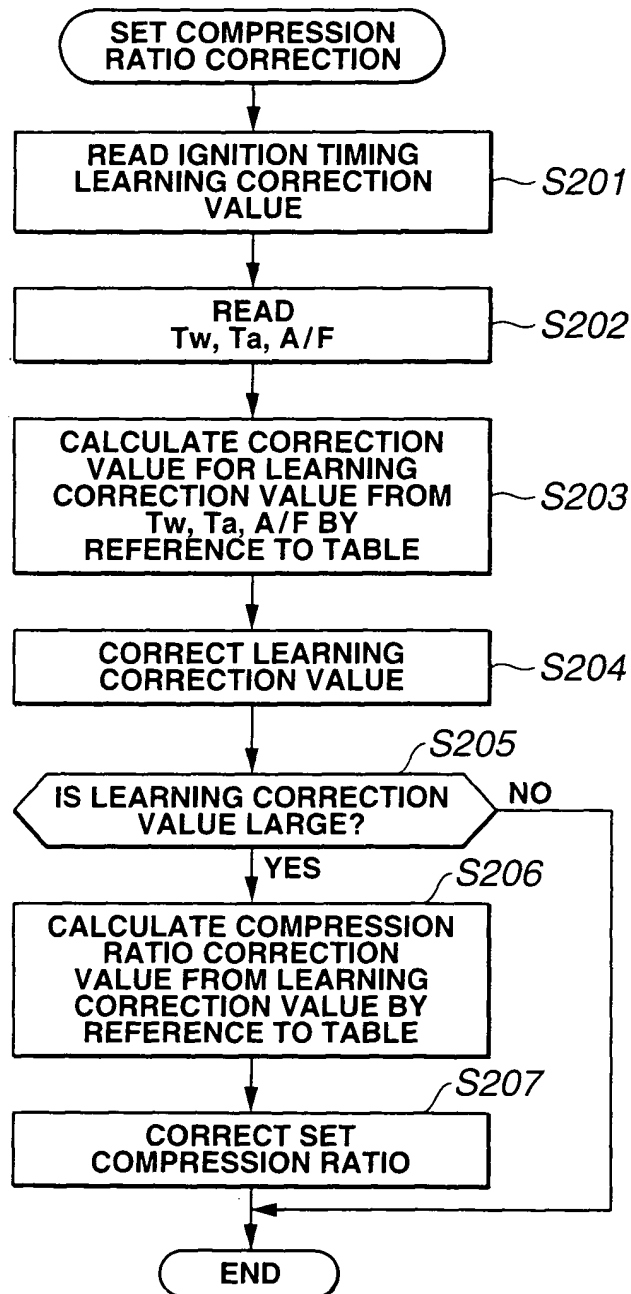 SET COMPRESSION
RATIO CORRECTION
READ IGNITION TIMING
LEARNING CORRECTION
VALUE
S201
READ
Tw, Ta, A/F
S202
CALCULATE CORRECTION
VALUE FOR LEARNING
CORRECTION VALUE FROM
Tw, Ta, A/F BY
REFERENCE TO TABLE
S203
CORRECT LEARNING
CORRECTION VALUE
S204
S205
IS LEARNING CORRECTION
VALUE LARGE?
NO
YES
S206
CALCULATE COMPRESSION
RATIO CORRECTION
VALUE FROM LEARNING
CORRECTION VALUE BY
REFERENCE TO TABLE
S207
CORRECT SET
COMPRESSION RATIO
END